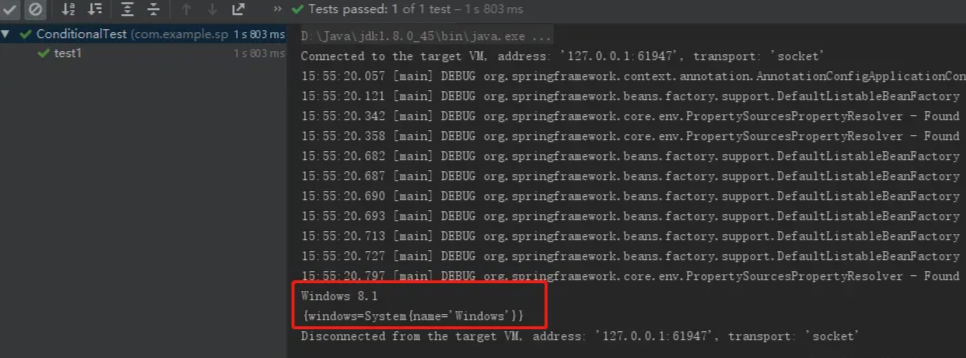 Tests passed: 1 of 1 test – 1 s 803 ms
ConditionalTest (com.example.sp 1 s 803 ms
test1 1 s 803 ms
D:\Java\jdk1.8.0_45\bin\java.exe ...
Connected to the target VM, address: '127.0.0.1:61947', transport: 'socket'
15:55:20.057 [main] DEBUG org.springframework.context.annotation.AnnotationConfigApplicationCon
15:55:20.121 [main] DEBUG org.springframework.beans.factory.support.DefaultListableBeanFactory
15:55:20.342 [main] DEBUG org.springframework.core.env.PropertySourcesPropertyResolver - Found
15:55:20.358 [main] DEBUG org.springframework.core.env.PropertySourcesPropertyResolver - Found
15:55:20.682 [main] DEBUG org.springframework.beans.factory.support.DefaultListableBeanFactory
15:55:20.687 [main] DEBUG org.springframework.beans.factory.support.DefaultListableBeanFactory
15:55:20.690 [main] DEBUG org.springframework.beans.factory.support.DefaultListableBeanFactory
15:55:20.693 [main] DEBUG org.springframework.beans.factory.support.DefaultListableBeanFactory
15:55:20.713 [main] DEBUG org.springframework.beans.factory.support.DefaultListableBeanFactory
15:55:20.727 [main] DEBUG org.springframework.beans.factory.support.DefaultListableBeanFactory
15:55:20.797 [main] DEBUG org.springframework.core.env.PropertySourcesPropertyResolver - Found
Windows 8.1
{windows=System{name='Windows'}}
Disconnected from the target VM, address: '127.0.0.1:61947', transport: 'socket'